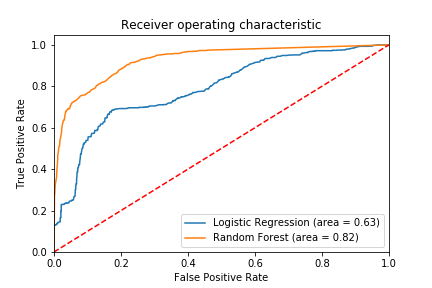 Receiver operating characteristic
1.0
0.8
0.6
0.4
0.2
0.0
True Positive Rate
Logistic Regression (area = 0.63)
Random Forest (area = 0.82)
0.0 0.2 0.4 0.6 0.8 1.0
False Positive Rate